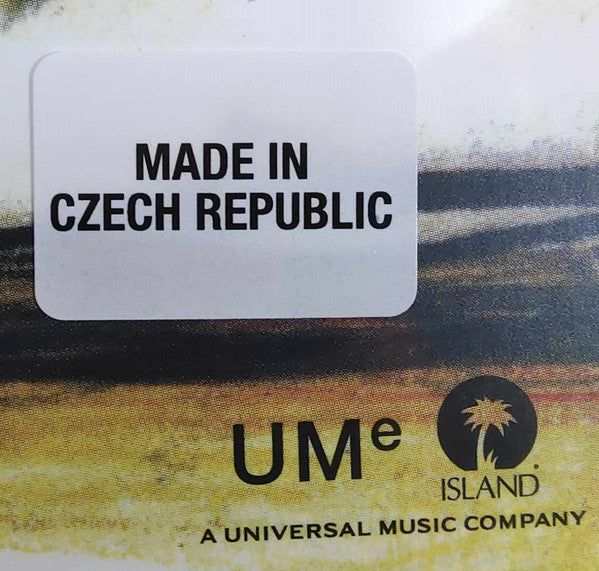 MADE IN
CZECH REPUBLIC
UMe
ISLAND
A UNIVERSAL MUSIC COMPANY